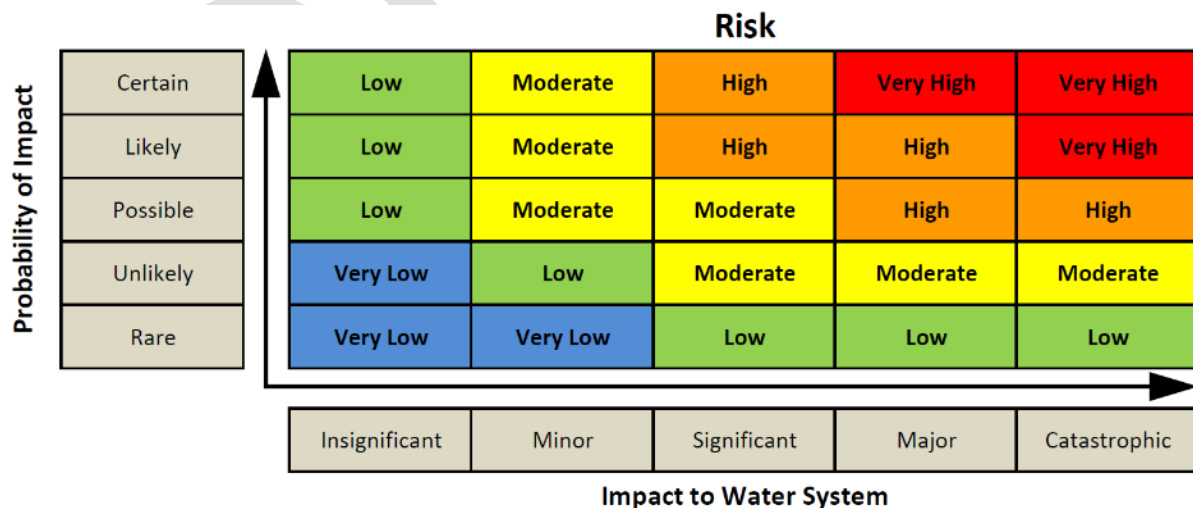 Risk
Probability of Impact
Certain Low Moderate High Very High Very High
Likely Low Moderate High High Very High
Possible Low Moderate Moderate High High
Unlikely Very Low Low Moderate Moderate Moderate
Rare Very Low Very Low Low Low Low
Insignificant Minor Significant Major Catastrophic
Impact to Water System